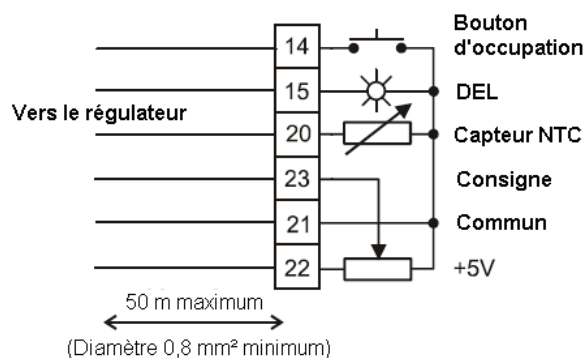 Bouton
d'occupation
14
15
DEL
Vers le régulateur
20
Capteur NTC
23
Consigne
21
Commun
22
+5V
50 m maximum
(Diamètre 0,8 mm² minimum)